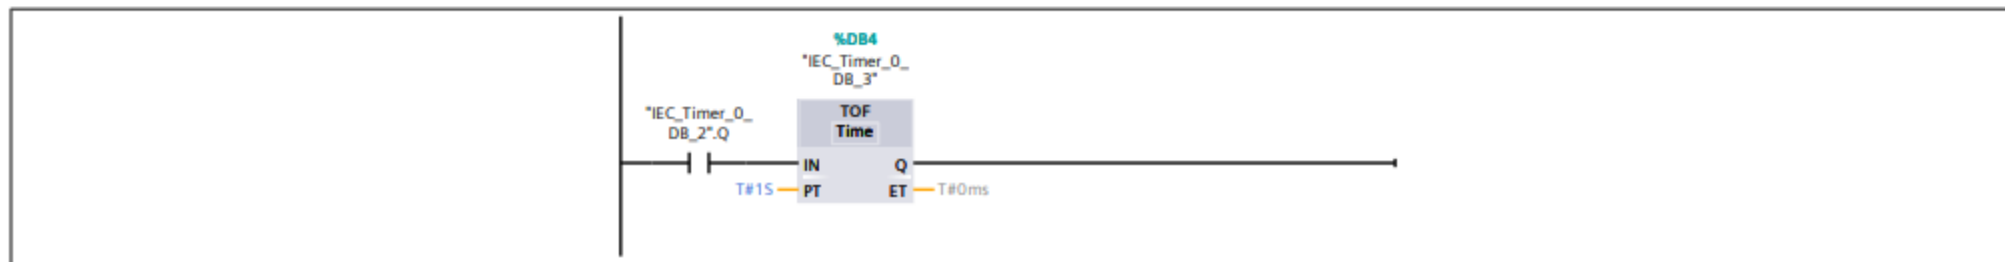 %DB4
"IEC_Timer_0_
DB_3"
"IEC_Timer_0_
DB_2".Q
TOF
Time
IN Q
T#1S PT ET T#0ms